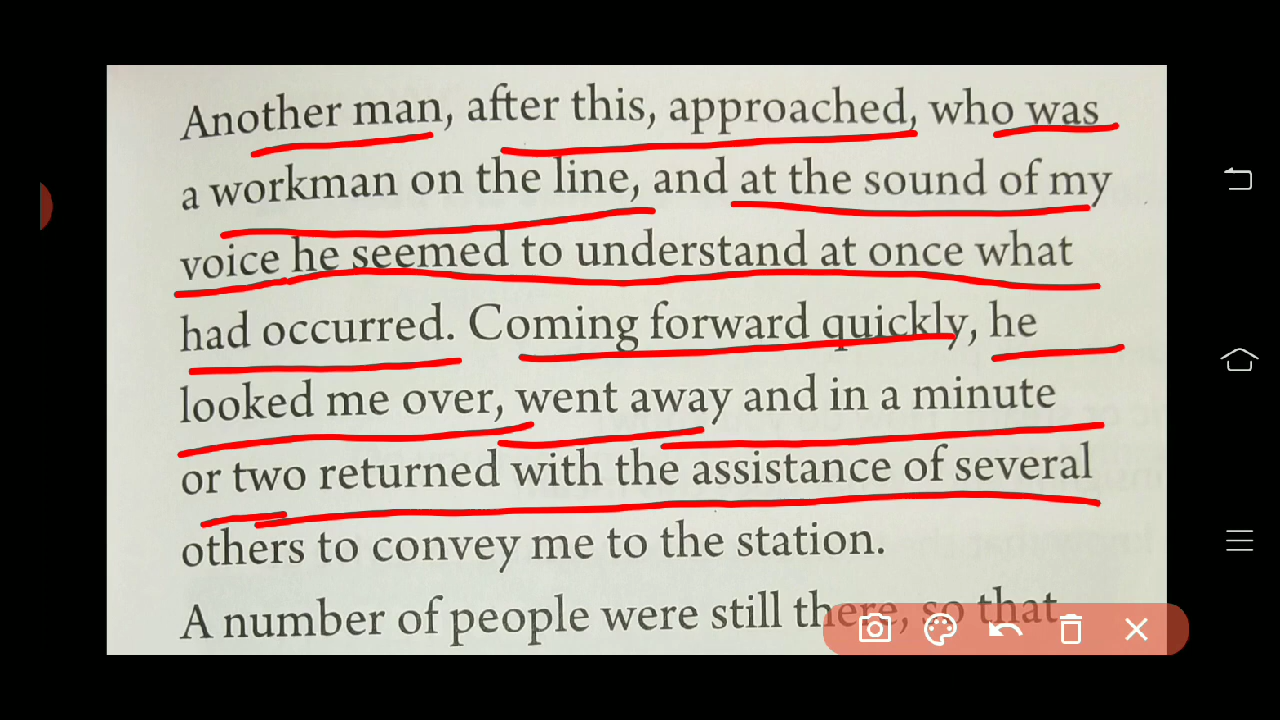 Another man, after this, approached, who was
a workman on the line, and at the sound of my
voice he seemed to understand at once what
had occurred. Coming forward quickly, he
looked me over, went away and in a minute
or two returned with the assistance of several
others to convey me to the station.
A number of people were still there, so that